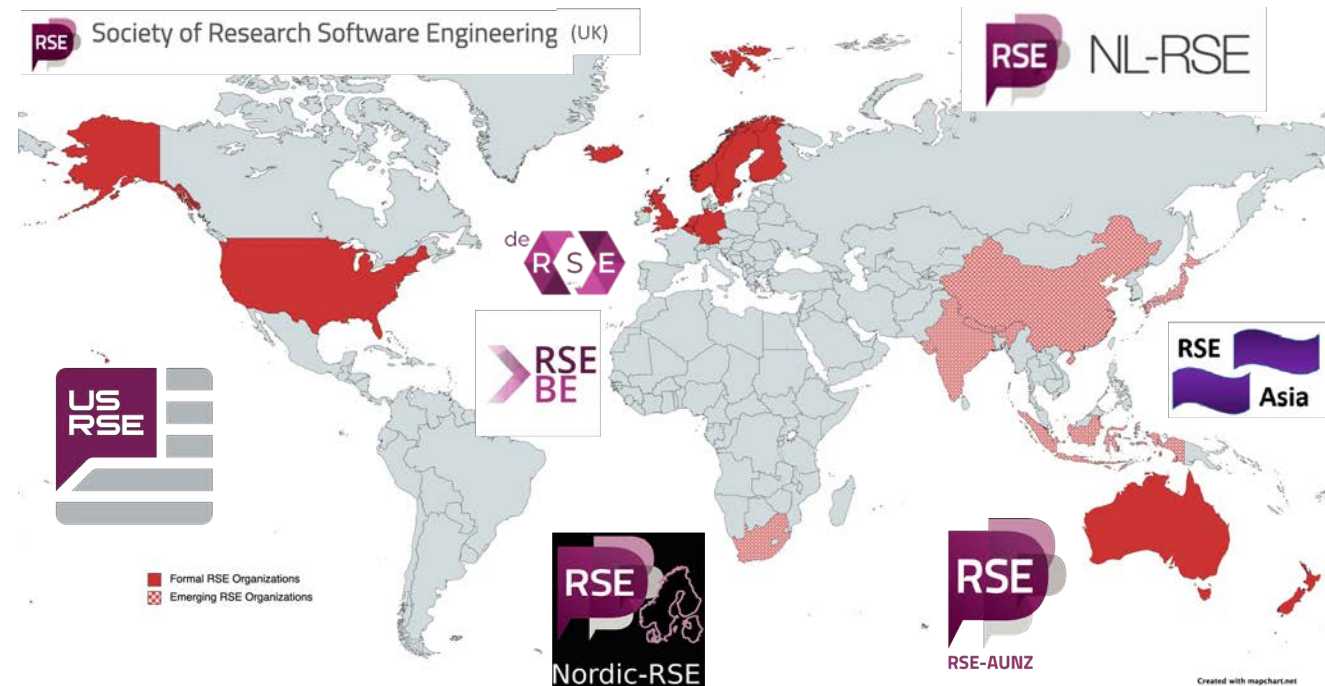 RSE Society of Research Software Engineering (UK)
RSE NL-RSE
de
RSE
RSE
BE
RSE
Asia
US
RSE
Formal RSE Organizations
Emerging RSE Organizations
RSE
Nordic-RSE
RSE
RSE-AUNZ
Created with mapchart.net